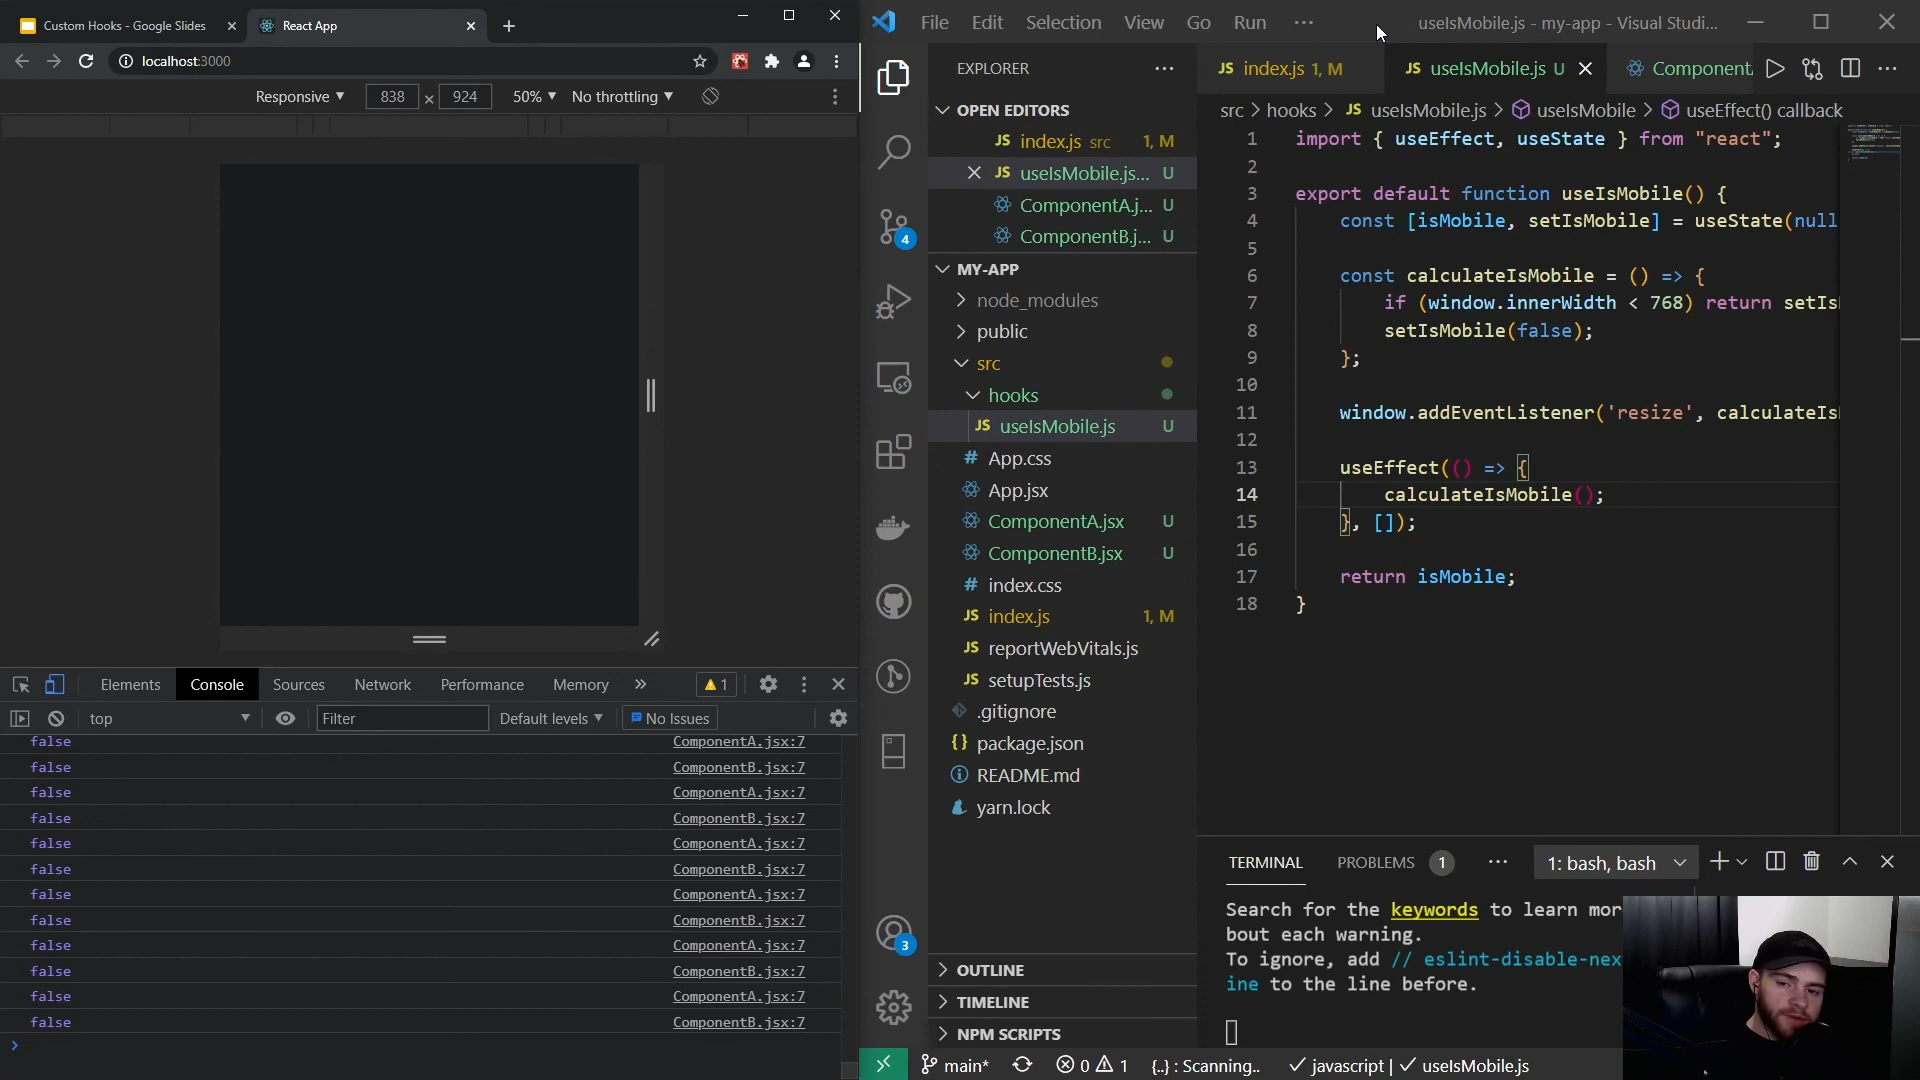 Custom Hooks - Google Slides
React App
localhost:3000
Responsive
838 × 924
50%
No throttling
Elements
Console
Sources
Network
Performance
Memory
1
top
Filter
Default levels
No Issues
false ComponentA.jsx:7
false ComponentB.jsx:7
false ComponentA.jsx:7
false ComponentB.jsx:7
false ComponentA.jsx:7
false ComponentB.jsx:7
false ComponentA.jsx:7
false ComponentB.jsx:7
false ComponentA.jsx:7
false ComponentB.jsx:7
false ComponentA.jsx:7
false ComponentB.jsx:7
File Edit Selection View Go Run ···
useIsMobile.js - my-app - Visual Studi...
4
3
EXPLORER
OPEN EDITORS
JS index.js src 1, M
JS useIsMobile.js... U
ComponentA.j... U
ComponentB.j... U
MY-APP
node_modules
public
src
hooks
JS useIsMobile.js U
# App.css
App.jsx
ComponentA.jsx U
ComponentB.jsx U
# index.css
JS index.js 1, M
JS reportWebVitals.js
JS setupTests.js
.gitignore
{} package.json
README.md
yarn.lock
OUTLINE
TIMELINE
NPM SCRIPTS
JS index.js 1, M
JS useIsMobile.js U
Component
src > hooks > JS useIsMobile.js > useIsMobile > useEffect() callback
1 import { useEffect, useState } from "react";
2
3 export default function useIsMobile() {
4 const [isMobile, setIsMobile] = useState(null
5
6 const calculateIsMobile = () => {
7 if (window.innerWidth < 768) return setIs
8 setIsMobile(false);
9 };
10
11 window.addEventListener('resize', calculateIs
12
13 useEffect(() => {
14 calculateIsMobile();
15 }, []);
16
17 return isMobile;
18 }
TERMINAL
PROBLEMS 1
1: bash, bash
Search for the keywords to learn mor
bout each warning.
To ignore, add // eslint-disable-nex
ine to the line before.
main*
0
1
{..} : Scanning..
javascript | useIsMobile.js